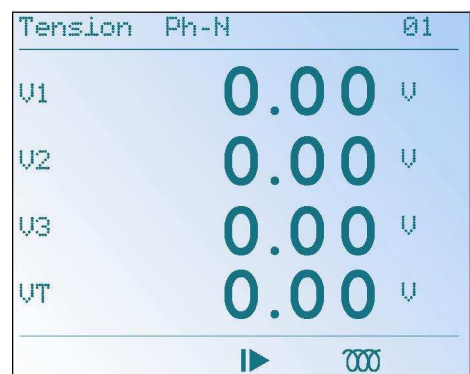 Tension Ph-N 01
V1 0.00 V
V2 0.00 V
V3 0.00 V
VT 0.00 V